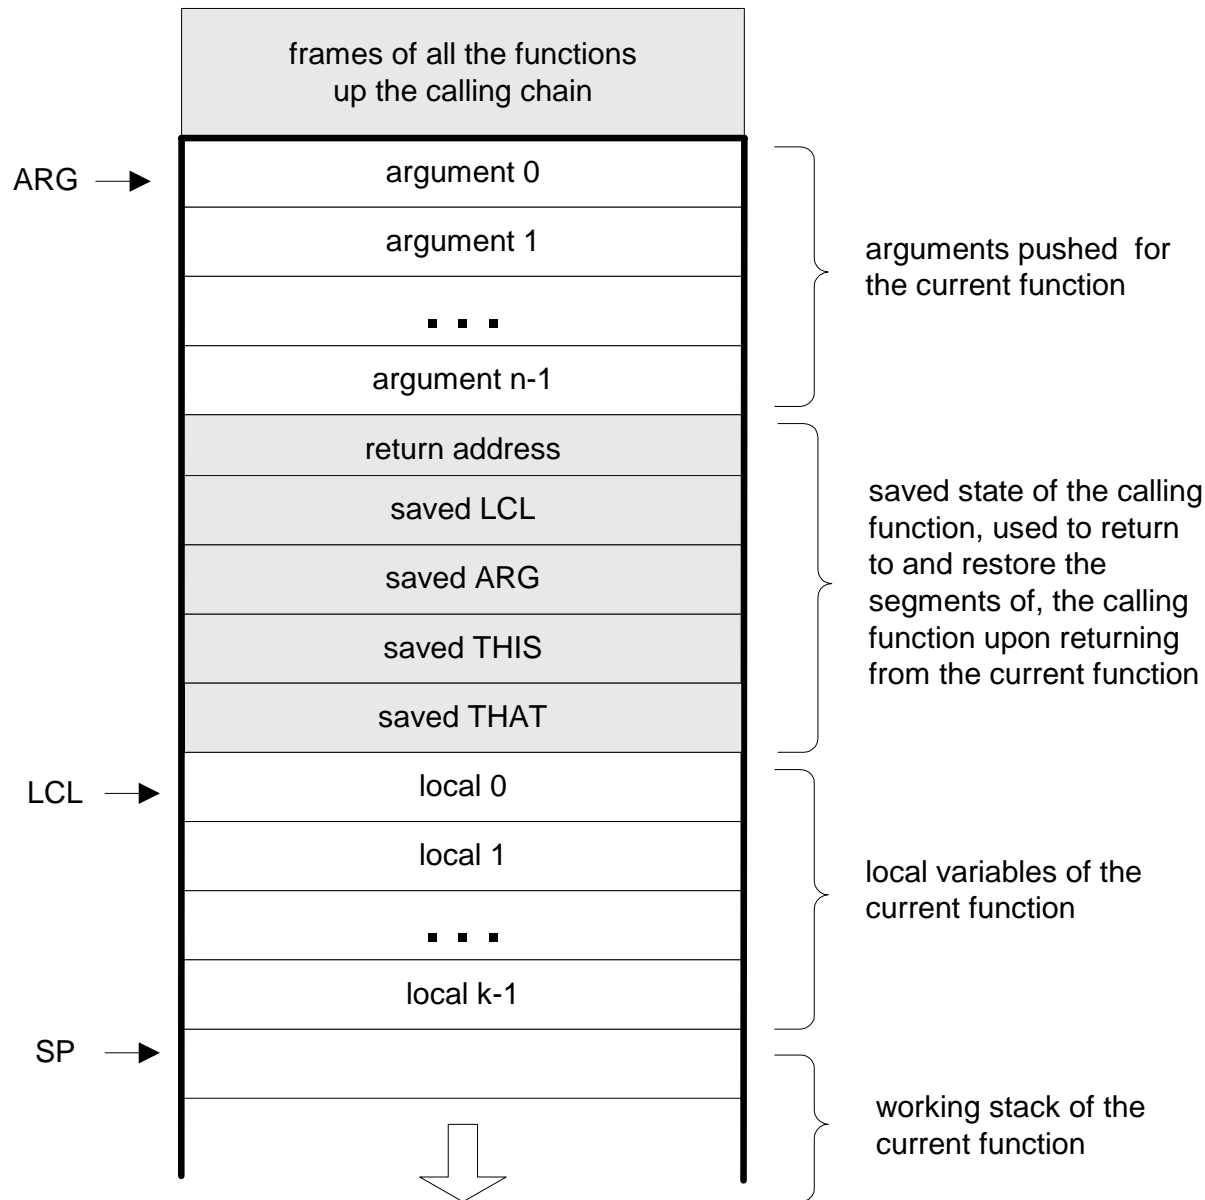 frames of all the functions
up the calling chain
ARG
argument 0
argument 1
. . .
argument n-1
arguments pushed for
the current function
return address
saved LCL
saved ARG
saved THIS
saved THAT
saved state of the calling
function, used to return
to and restore the
segments of, the calling
function upon returning
from the current function
LCL
local 0
local 1
. . .
local k-1
local variables of the
current function
SP
working stack of the
current function